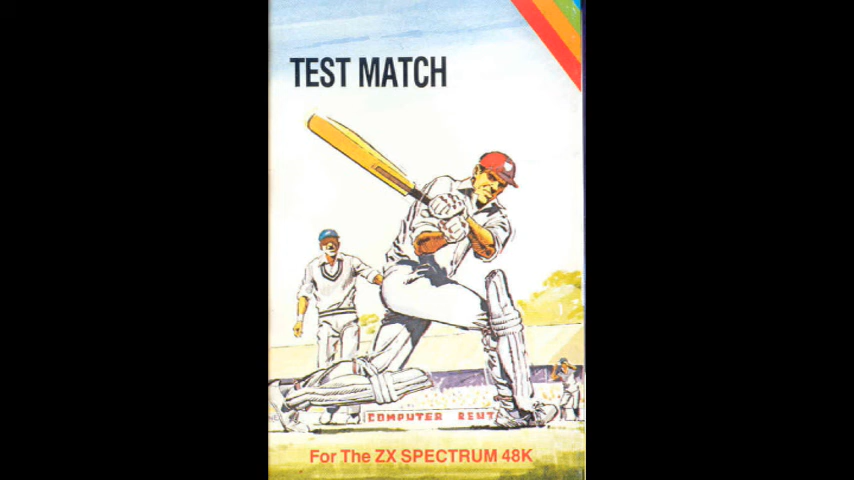 TEST MATCH
COMPUTER RENT
For The ZX SPECTRUM 48K